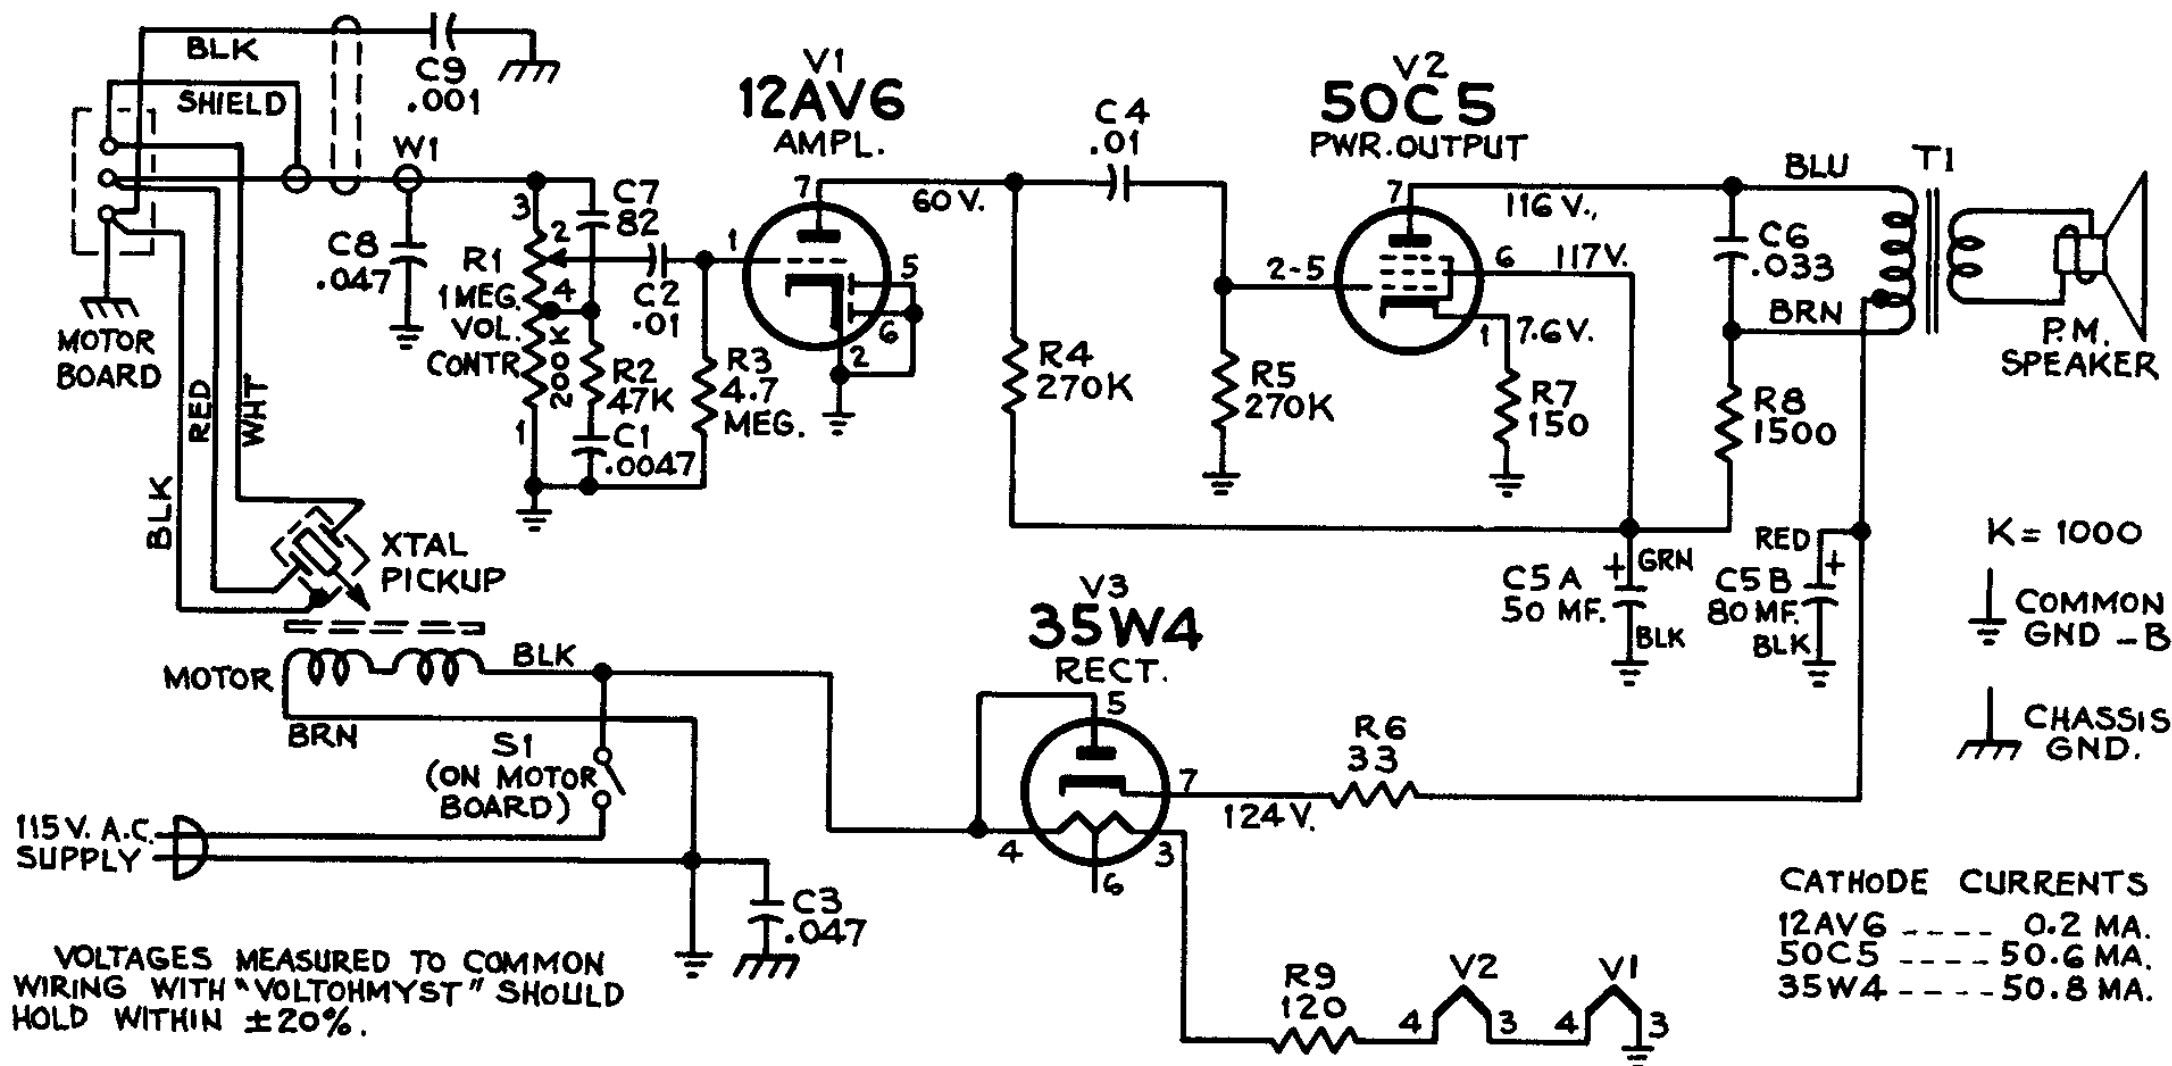 BLK
C9
.001
SHIELD
W1
C8
.047
MOTOR
BOARD
RED
WHT
BLK
XTAL
PICKUP
3
2
R1
1 MEG.
VOL.
CONTR.
4
200K
1
C7
82
C2
.01
R2
47K
C1
.0047
R3
4.7
MEG.
V1
12AV6
AMPL.
7
1
5
6
2
60V.
C4
.01
R4
270K
R5
270K
V2
50C5
PWR.OUTPUT
7
116 V.,
6
117V.
2-5
1
7.6V.
R7
150
BLU
T1
C6
.033
BRN
R8
1500
P.M.
SPEAKER
C5A
50 MF.
+
GRN
BLK
RED
+
C5B
80MF.
BLK
K = 1000
COMMON
GND -B
CHASSIS
GND.
MOTOR
BLK
BRN
S1
(ON MOTOR
BOARD)
115V. A.C.
SUPPLY
C3
.047
V3
35W4
RECT.
5
7
4
3
6
124V.
R6
33
R9
120
V2
4
3
V1
4
3
CATHODE CURRENTS
12AV6 ---- 0.2 MA.
50C5 ---- 50.6 MA.
35W4 ---- 50.8 MA.
VOLTAGES MEASURED TO COMMON
WIRING WITH "VOLTOHMYST" SHOULD
HOLD WITHIN ±20%.